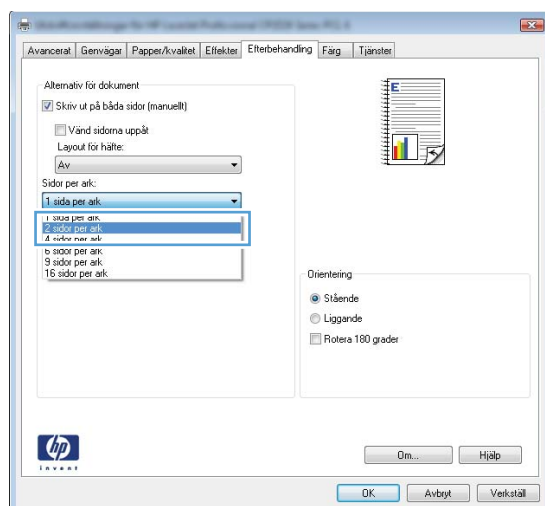 Avancerat Genvägar Papper/kvalitet Effekter Efterbehandling Färg Tjänster
Alternativ för dokument
Skriv ut på båda sidor (manuellt)
Vänd sidorna uppåt
Layout för häfte:
Av
Sidor per ark:
1 sida per ark
1 sida per ark
2 sidor per ark
4 sidor per ark
6 sidor per ark
9 sidor per ark
16 sidor per ark
E
Orientering
Stående
Liggande
Rotera 180 grader
hp
invent
Om... Hjälp
OK Avbryt Verkställ